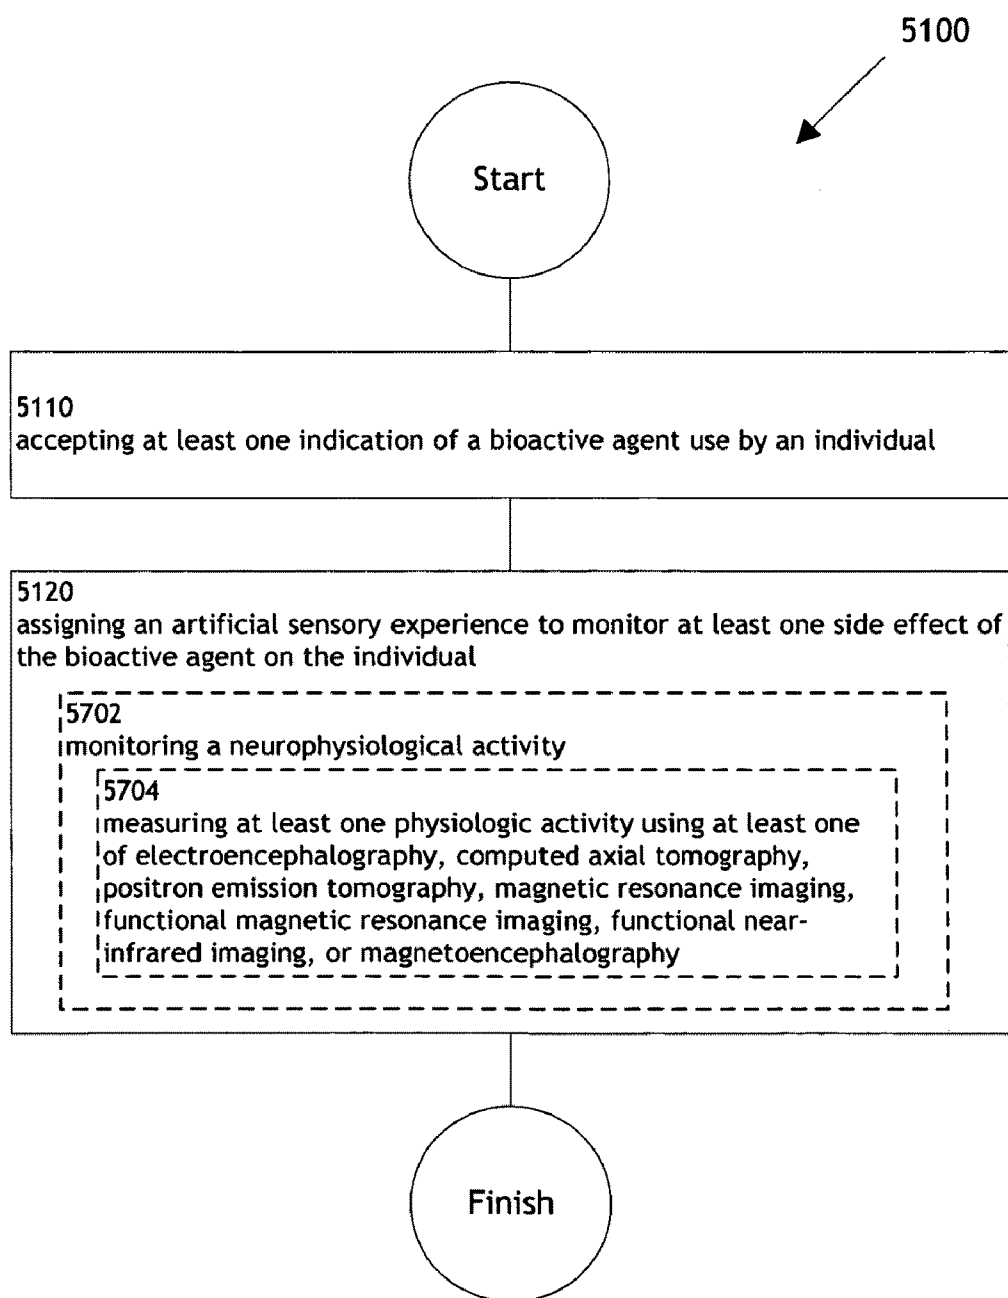 5100
Start
5110
accepting at least one indication of a bioactive agent use by an individual
5120
assigning an artificial sensory experience to monitor at least one side effect of
the bioactive agent on the individual
5702
monitoring a neurophysiological activity
5704
measuring at least one physiologic activity using at least one
of electroencephalography, computed axial tomography,
positron emission tomography, magnetic resonance imaging,
functional magnetic resonance imaging, functional near-
infrared imaging, or magnetoencephalography
Finish